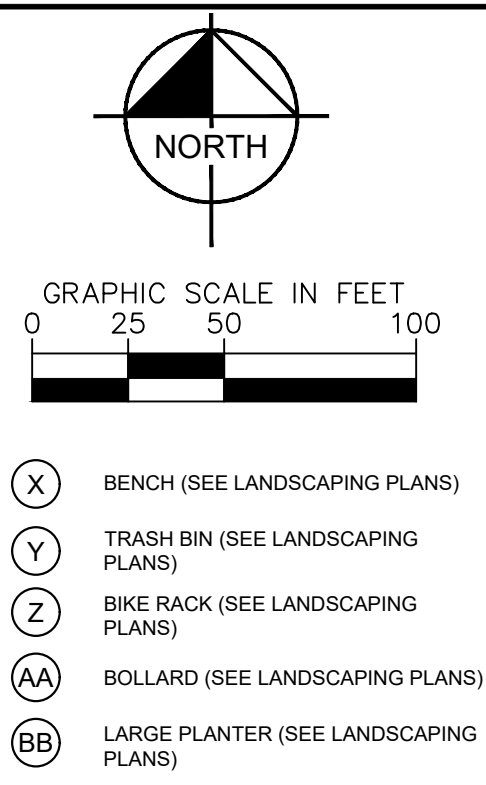 NORTH
GRAPHIC SCALE IN FEET
0 25 50 100
X BENCH (SEE LANDSCAPING PLANS)
Y TRASH BIN (SEE LANDSCAPING
PLANS)
Z BIKE RACK (SEE LANDSCAPING
PLANS)
AA BOLLARD (SEE LANDSCAPING PLANS)
BB LARGE PLANTER (SEE LANDSCAPING
PLANS)